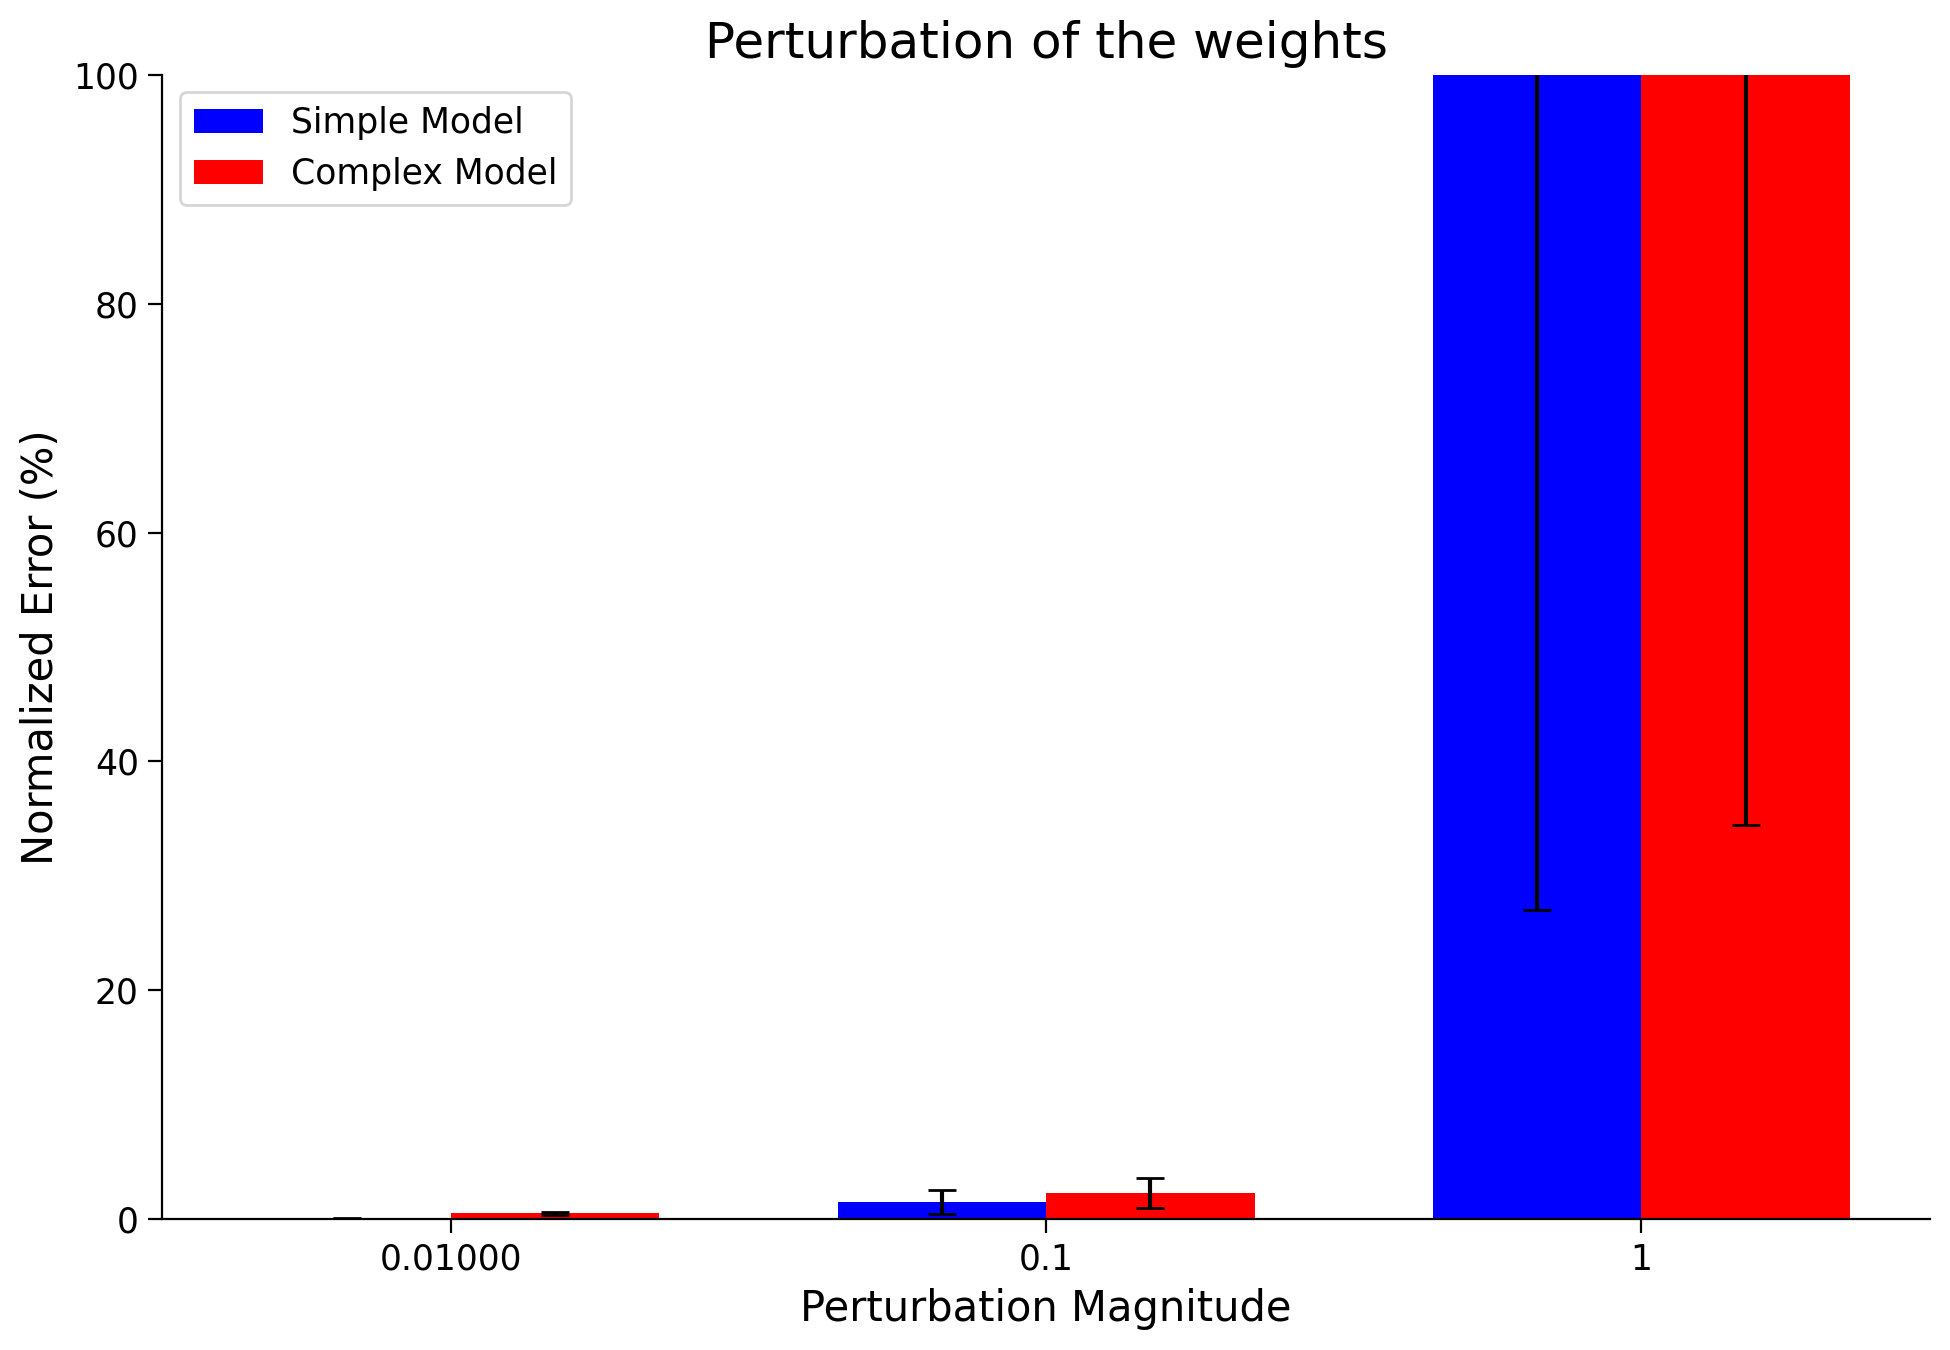 Perturbation of the weights
100
80
60
40
20
0
Normalized Error (%)
Simple Model
Complex Model
0.01000
0.1
1
Perturbation Magnitude